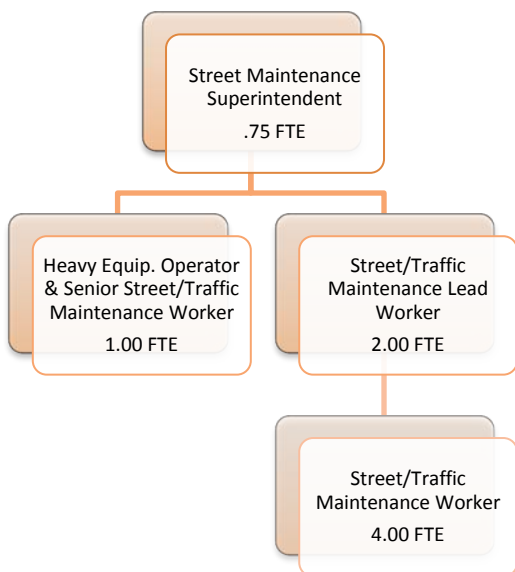 Street Maintenance
Superintendent
.75 FTE
Heavy Equip. Operator
& Senior Street/Traffic
Maintenance Worker
1.00 FTE
Street/Traffic
Maintenance Lead
Worker
2.00 FTE
Street/Traffic
Maintenance Worker
4.00 FTE